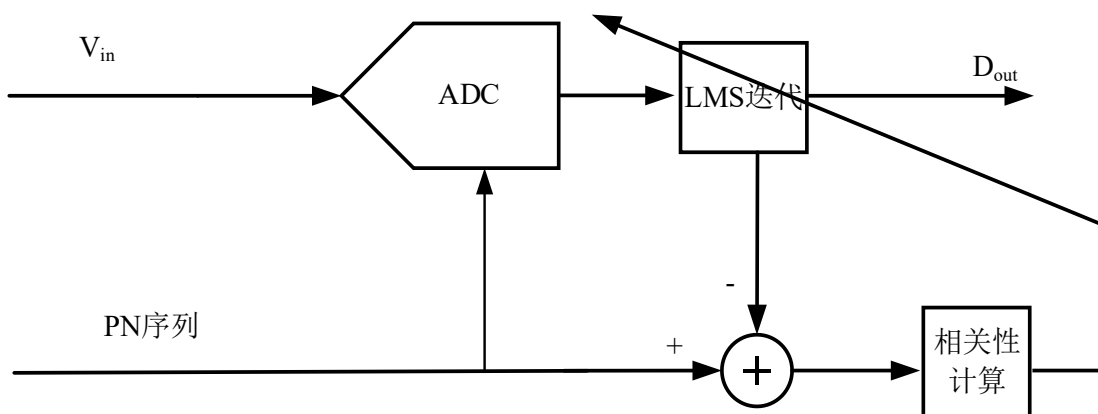 V_in
ADC
LMS迭代
D_out
PN序列
-
+
+
相关性
计算